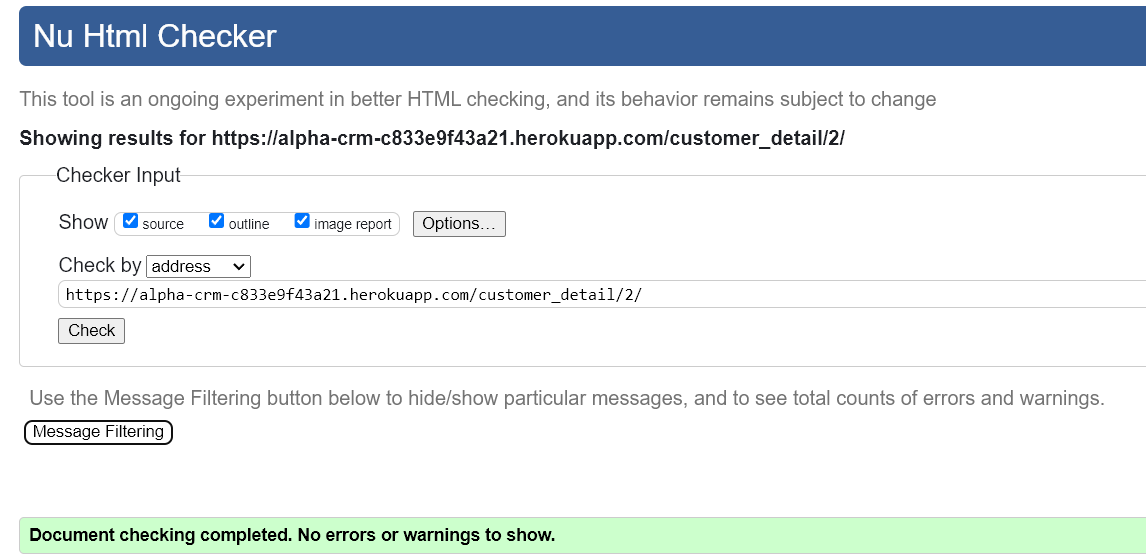 Nu Html Checker
This tool is an ongoing experiment in better HTML checking, and its behavior remains subject to change
Showing results for https://alpha-crm-c833e9f43a21.herokuapp.com/customer_detail/2/
Checker Input
Show source outline image report Options...
Check by address
https://alpha-crm-c833e9f43a21.herokuapp.com/customer_detail/2/
Check
Use the Message Filtering button below to hide/show particular messages, and to see total counts of errors and warnings.
Message Filtering
Document checking completed. No errors or warnings to show.